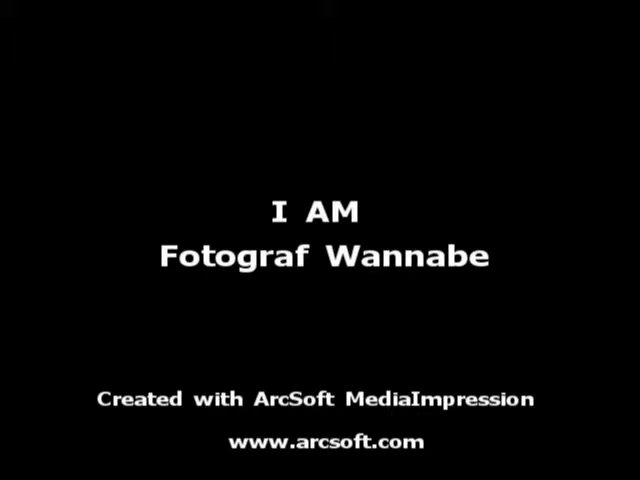 I AM
Fotograf Wannabe
Created with ArcSoft MediaImpression
www.arcsoft.com